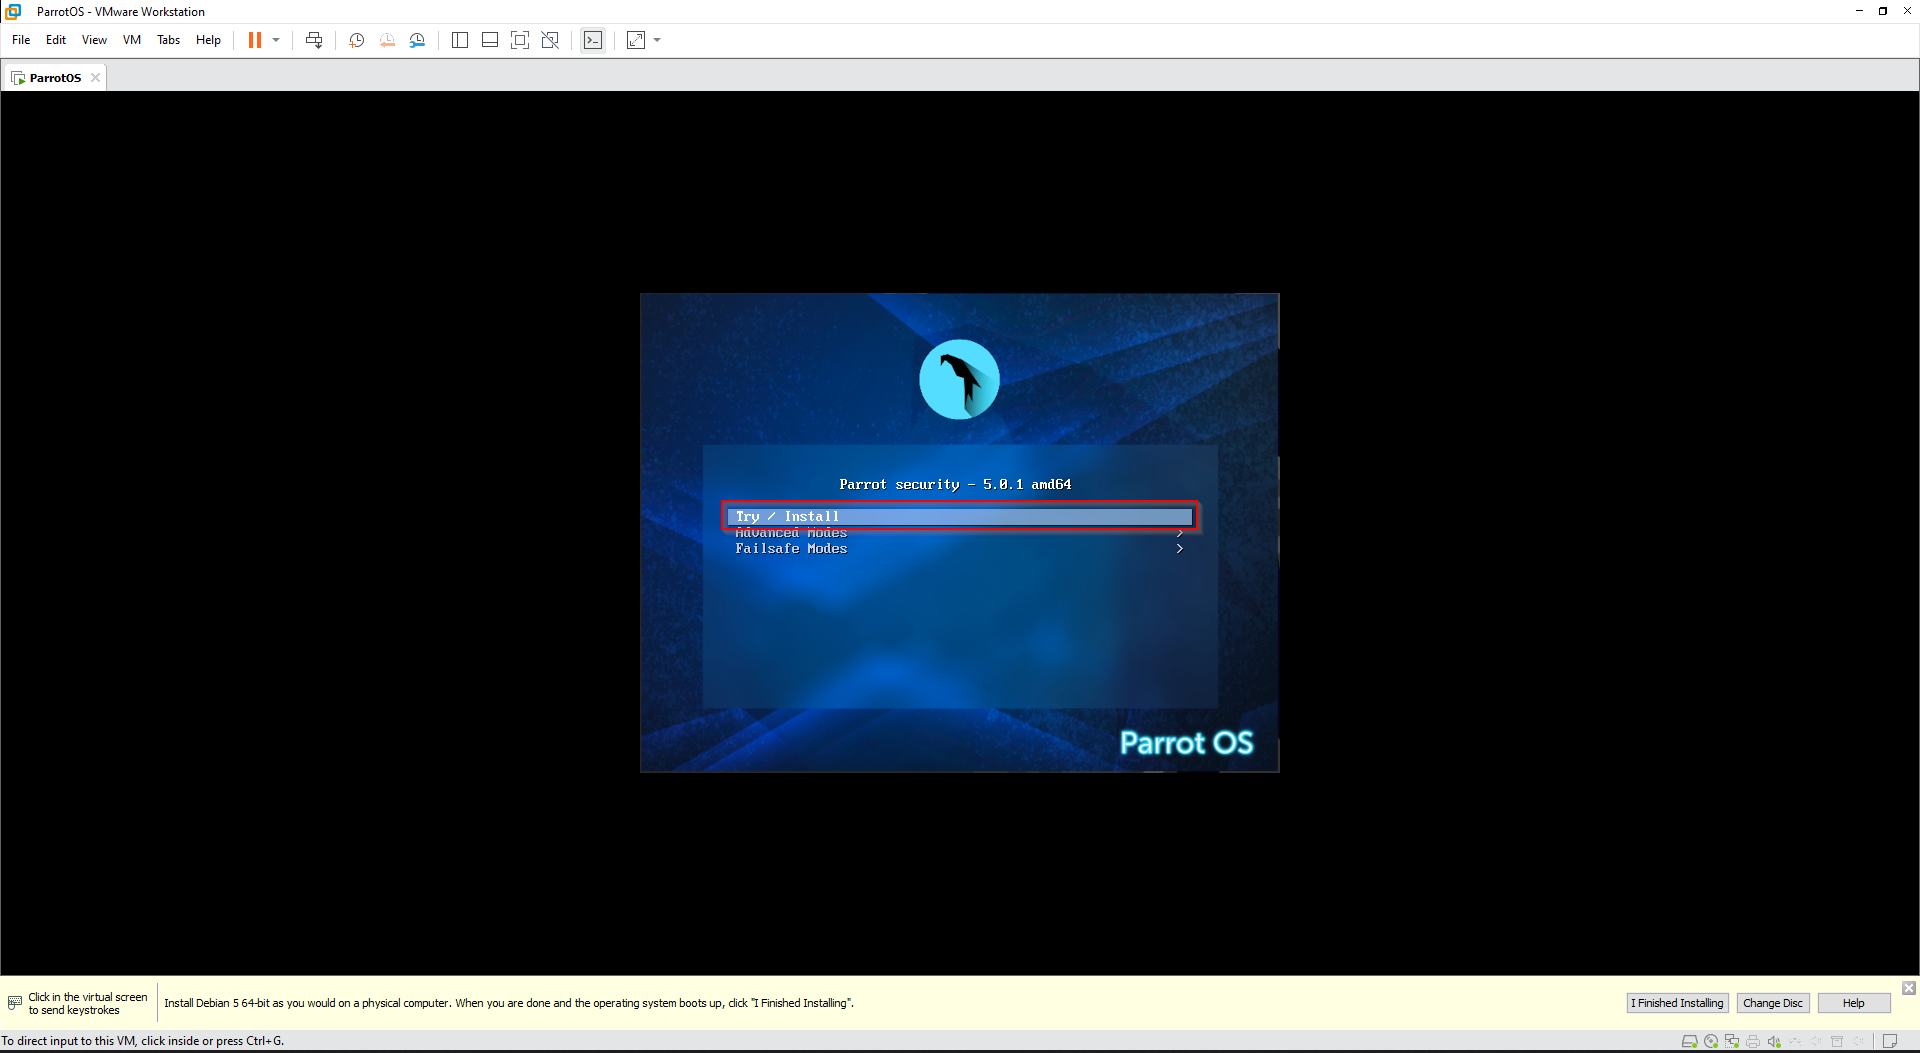 ParrotOS - VMware Workstation
File Edit View VM Tabs Help
ParrotOS
Parrot security - 5.0.1 amd64
Try / Install
Advanced Modes >
Failsafe Modes >
Parrot OS
Click in the virtual screen
to send keystrokes
Install Debian 5 64-bit as you would on a physical computer. When you are done and the operating system boots up, click "I Finished Installing".
I Finished Installing
Change Disc
Help
To direct input to this VM, click inside or press Ctrl+G.